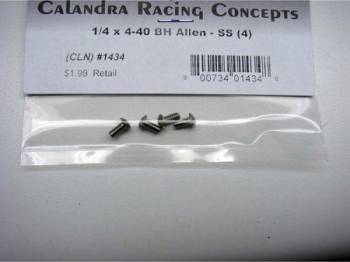 Calandra Racing Concepts
1/4 x 4-40 BH Allen - SS (4)
(CLN) #1434
$1.99 Retail
0 00734 01434 0